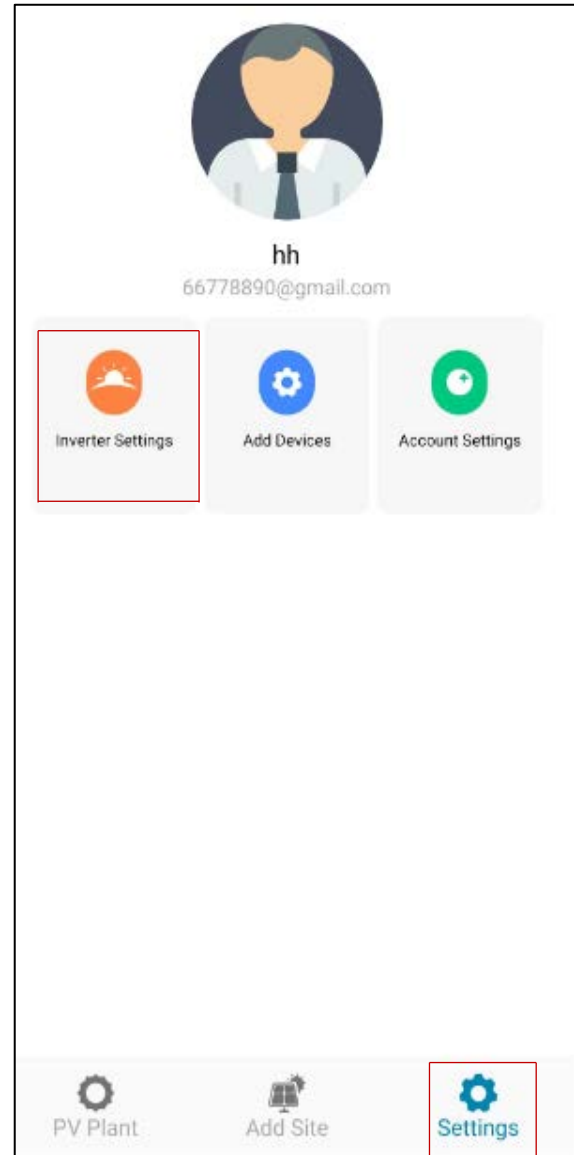 hh
66778890@gmail.com
Inverter Settings
Add Devices
Account Settings
PV Plant
Add Site
Settings